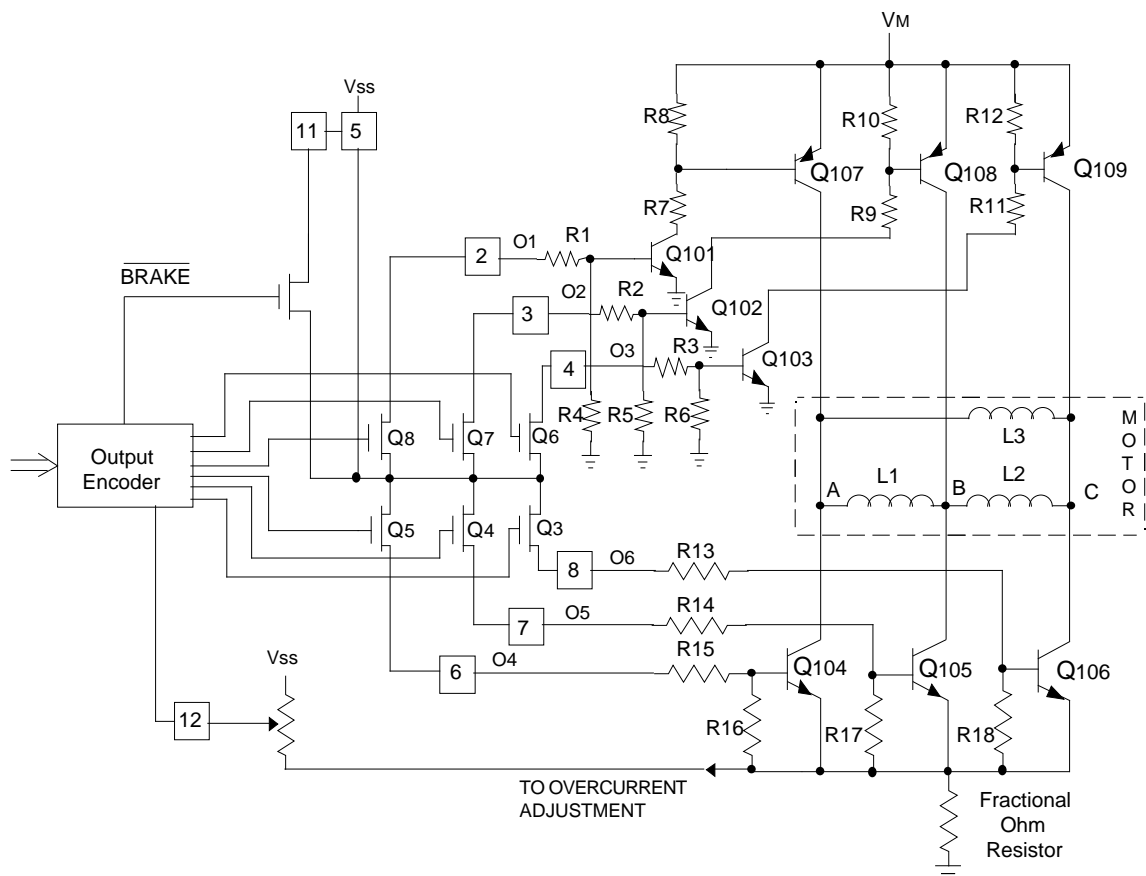 VM
Vss
R8
R10
R12
11
5
Q107
Q108
Q109
R7
R9
R11
O1
R1
2
Q101
BRAKE
O2
R2
3
Q102
O3
R3
4
Q103
R4
R5
R6
M
O
T
O
R
L3
Q8
Q7
Q6
Output
Encoder
A
L1
B
L2
C
Q5
Q4
Q3
8
O6
R13
7
O5
R14
6
O4
R15
Q104
Q105
Q106
Vss
12
R16
R17
R18
TO OVERCURRENT
ADJUSTMENT
Fractional
Ohm
Resistor